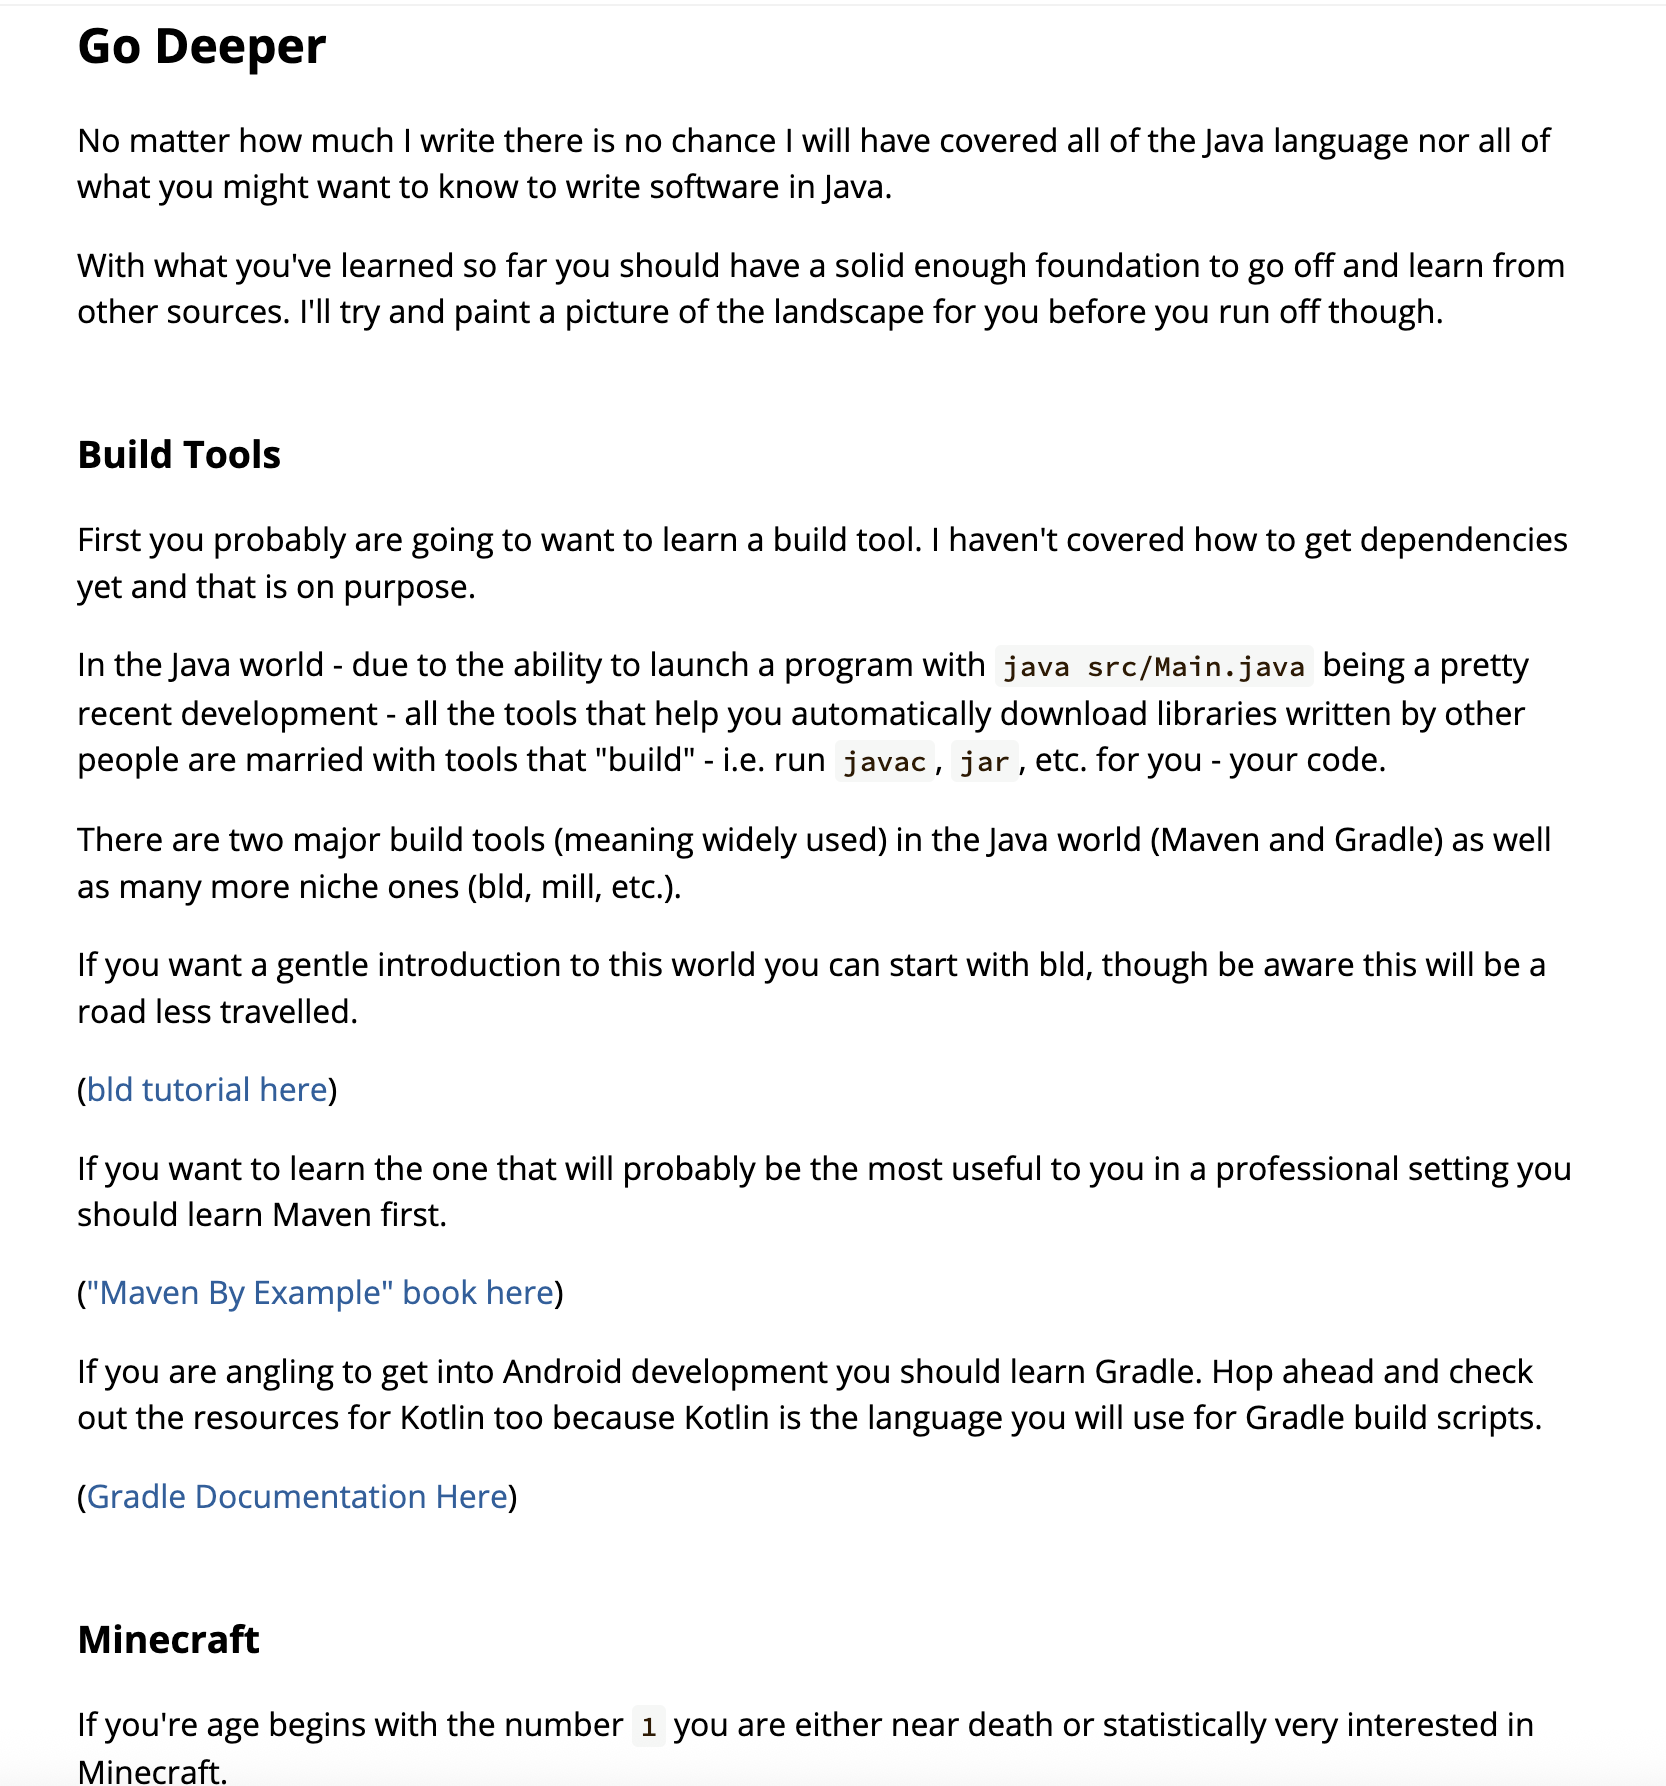 Go Deeper
No matter how much I write there is no chance I will have covered all of the Java language nor all of
what you might want to know to write software in Java.
With what you've learned so far you should have a solid enough foundation to go off and learn from
other sources. I'll try and paint a picture of the landscape for you before you run off though.
Build Tools
First you probably are going to want to learn a build tool. I haven't covered how to get dependencies
yet and that is on purpose.
In the Java world - due to the ability to launch a program with java src/Main.java being a pretty
recent development - all the tools that help you automatically download libraries written by other
people are married with tools that "build" - i.e. run javac, jar, etc. for you - your code.
There are two major build tools (meaning widely used) in the Java world (Maven and Gradle) as well
as many more niche ones (bld, mill, etc.).
If you want a gentle introduction to this world you can start with bld, though be aware this will be a
road less travelled.
(bld tutorial here)
If you want to learn the one that will probably be the most useful to you in a professional setting you
should learn Maven first.
("Maven By Example" book here)
If you are angling to get into Android development you should learn Gradle. Hop ahead and check
out the resources for Kotlin too because Kotlin is the language you will use for Gradle build scripts.
(Gradle Documentation Here)
Minecraft
If you're age begins with the number 1 you are either near death or statistically very interested in
Minecraft.